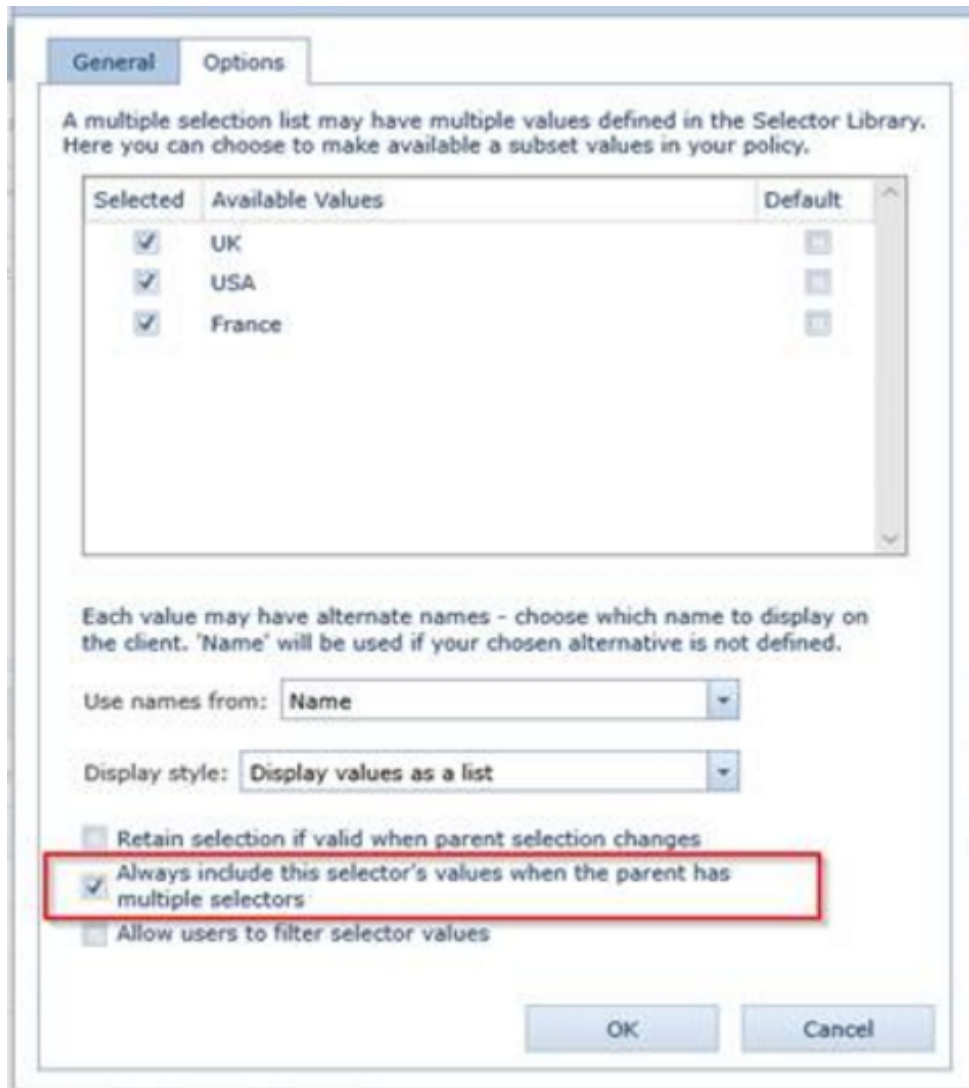 General Options
A multiple selection list may have multiple values defined in the Selector Library.
Here you can choose to make available a subset values in your policy.
Selected Available Values Default
UK
USA
France
Each value may have alternate names - choose which name to display on
the client. 'Name' will be used if your chosen alternative is not defined.
Use names from: Name
Display style: Display values as a list
Retain selection if valid when parent selection changes
Always include this selector's values when the parent has
multiple selectors
Allow users to filter selector values
OK Cancel